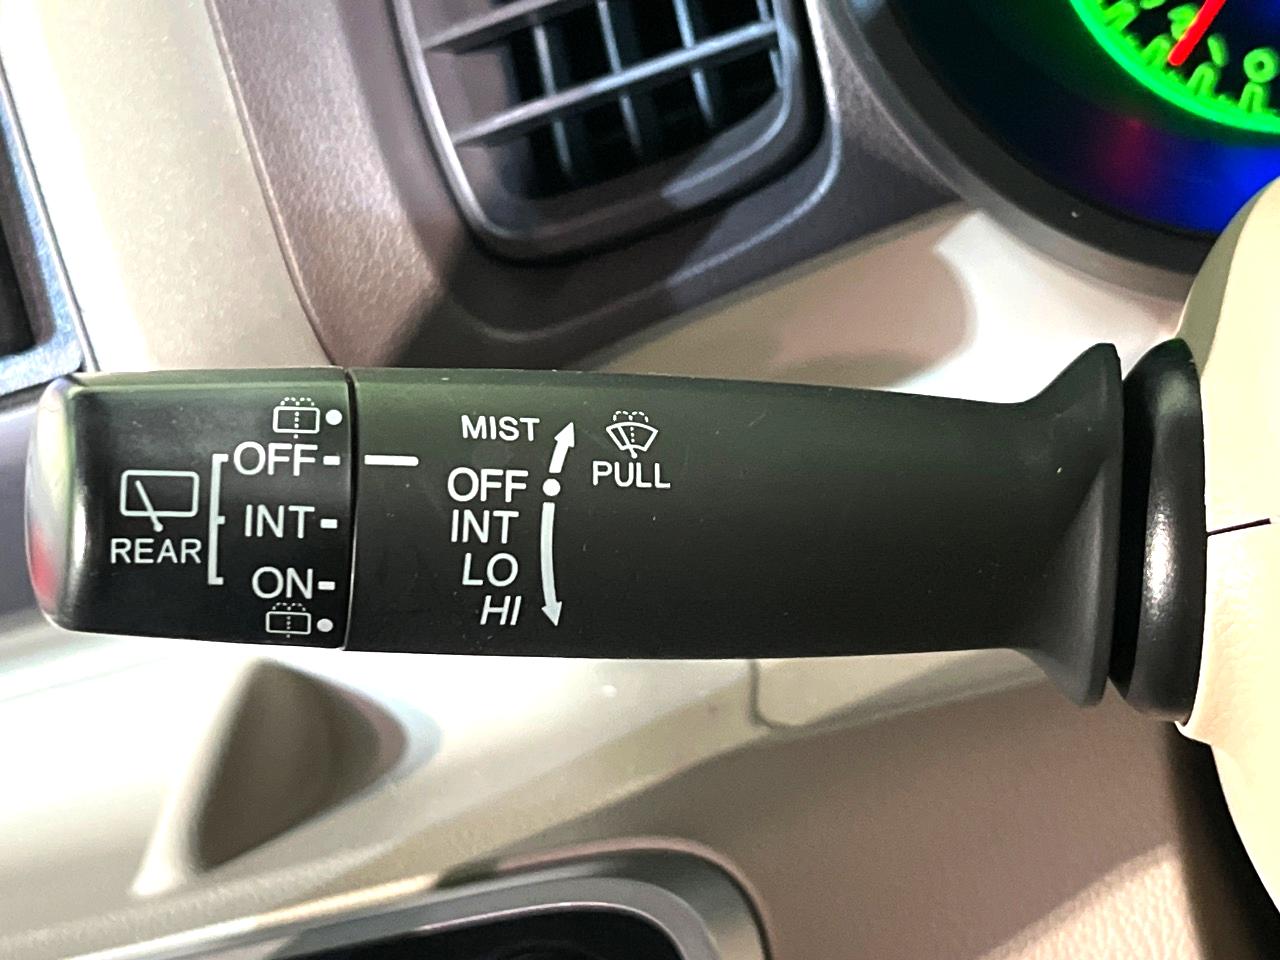 MIST
OFF
INT
LO
HI
PULL
REAR
OFF
INT
ON